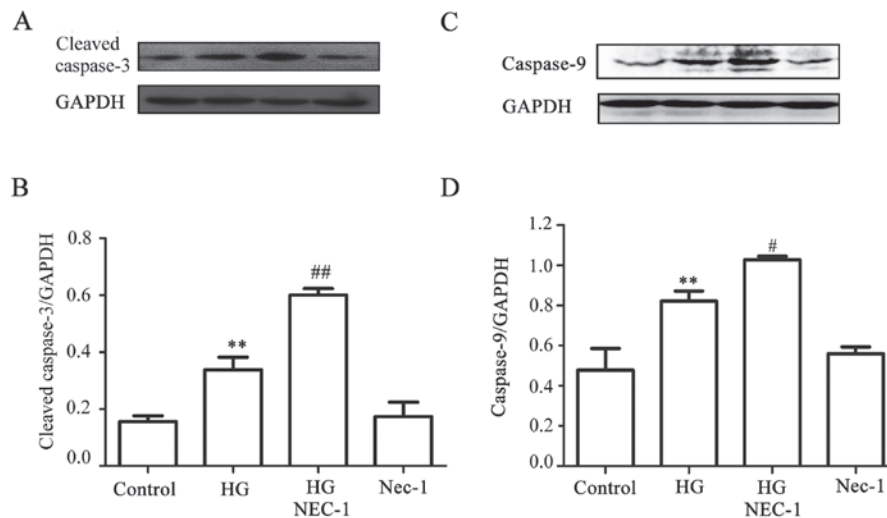 A
Cleaved
caspase-3
GAPDH
C
Caspase-9
GAPDH
B
Cleaved caspase-3/GAPDH
0.8
0.6
0.4
0.2
0.0
**
##
Control
HG
HG
NEC-1
Nec-1
D
Caspase-9/GAPDH
1.2
1.0
0.8
0.6
0.4
0.2
0.0
**
#
Control
HG
HG
NEC-1
Nec-1